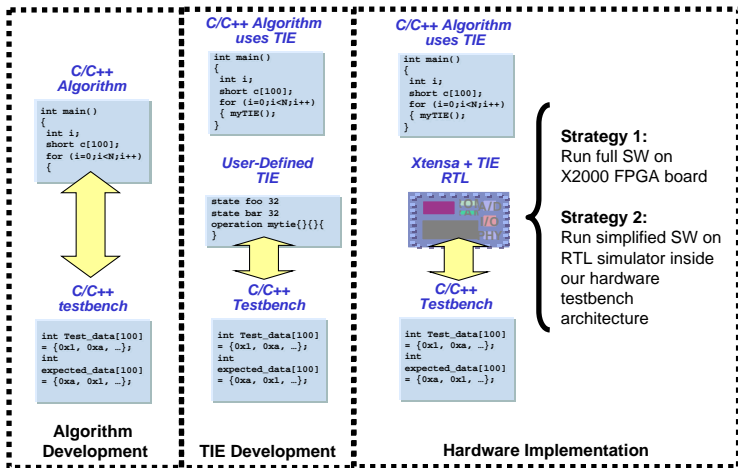 C/C++
Algorithm
int main()
{
int i;
short c[100];
for (i=0;i<N;i++)
{
C/C++
testbench
int Test_data[100]
= {0x1, 0xa, …};
int
expected_data[100]
= {0xa, 0x1, …};
Algorithm
Development
C/C++ Algorithm
uses TIE
int main()
{
int i;
short c[100];
for (i=0;i<N;i++)
{ myTIE();
User-Defined
TIE
state foo 32
state bar 32
operation mytie{}{}{
}
C/C++
Testbench
int Test_data[100]
= {0x1, 0xa, …};
int
expected_data[100]
= {0xa, 0x1, …};
TIE Development
C/C++ Algorithm
uses TIE
int main()
{
int i;
short c[100];
for (i=0;i<N;i++)
{ myTIE();
Xtensa + TIE
RTL
A/D
I/O
PHY
C/C++
Testbench
int Test_data[100]
= {0x1, 0xa, …};
int
expected_data[100]
= {0xa, 0x1, …};
Strategy 1:
Run full SW on
X2000 FPGA board
Strategy 2:
Run simplified SW on
RTL simulator inside
our hardware
testbench
architecture
Hardware Implementation